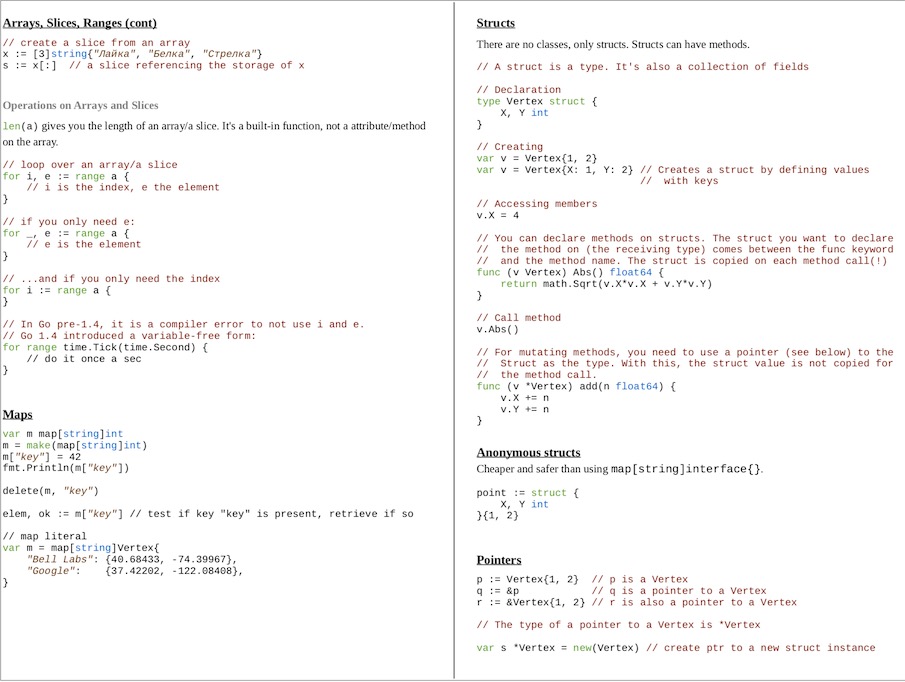 Arrays, Slices, Ranges (cont)
// create a slice from an array
x := [3]string{"Лайка", "Белка", "Стрелка"}
s := x[:]  // a slice referencing the storage of x
Operations on Arrays and Slices
len(a) gives you the length of an array/a slice. It's a built-in function, not a attribute/method
on the array.
// loop over an array/a slice
for i, e := range a {
    // i is the index, e the element
}
// if you only need e:
for _, e := range a {
    // e is the element
}
// ...and if you only need the index
for i := range a {
}
// In Go pre-1.4, it is a compiler error to not use i and e.
// Go 1.4 introduced a variable-free form:
for range time.Tick(time.Second) {
    // do it once a sec
}
Maps
var m map[string]int
m = make(map[string]int)
m["key"] = 42
fmt.Println(m["key"])
delete(m, "key")
elem, ok := m["key"] // test if key "key" is present, retrieve if so
// map literal
var m = map[string]Vertex{
    "Bell Labs": {40.68433, -74.39967},
    "Google":    {37.42202, -122.08408},
}
Structs
There are no classes, only structs. Structs can have methods.
// A struct is a type. It's also a collection of fields
// Declaration
type Vertex struct {
    X, Y int
}
// Creating
var v = Vertex{1, 2}
var v = Vertex{X: 1, Y: 2} // Creates a struct by defining values
                           //  with keys
// Accessing members
v.X = 4
// You can declare methods on structs. The struct you want to declare
//  the method on (the receiving type) comes between the func keyword
//  and the method name. The struct is copied on each method call(!)
func (v Vertex) Abs() float64 {
    return math.Sqrt(v.X*v.X + v.Y*v.Y)
}
// Call method
v.Abs()
// For mutating methods, you need to use a pointer (see below) to the
//  Struct as the type. With this, the struct value is not copied for
//  the method call.
func (v *Vertex) add(n float64) {
    v.X += n
    v.Y += n
}
Anonymous structs
Cheaper and safer than using map[string]interface{}.
point := struct {
    X, Y int
}{1, 2}
Pointers
p := Vertex{1, 2}  // p is a Vertex
q := &p            // q is a pointer to a Vertex
r := &Vertex{1, 2} // r is also a pointer to a Vertex
// The type of a pointer to a Vertex is *Vertex
var s *Vertex = new(Vertex) // create ptr to a new struct instance